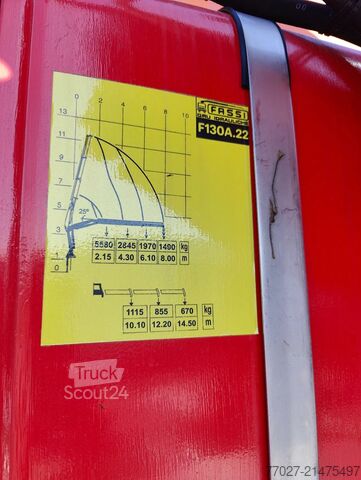 0 2 4 6 8 10
13
11
9
7
5
3
1
0
25°
FASSI
GRU IDRAULICHE
F130A.22
5580 2845 1970 1400 kg
2.15 4.30 6.10 8.00 m
1115 855 670 kg
10.10 12.20 14.50 m
Truck
Scout24
77027-21475497